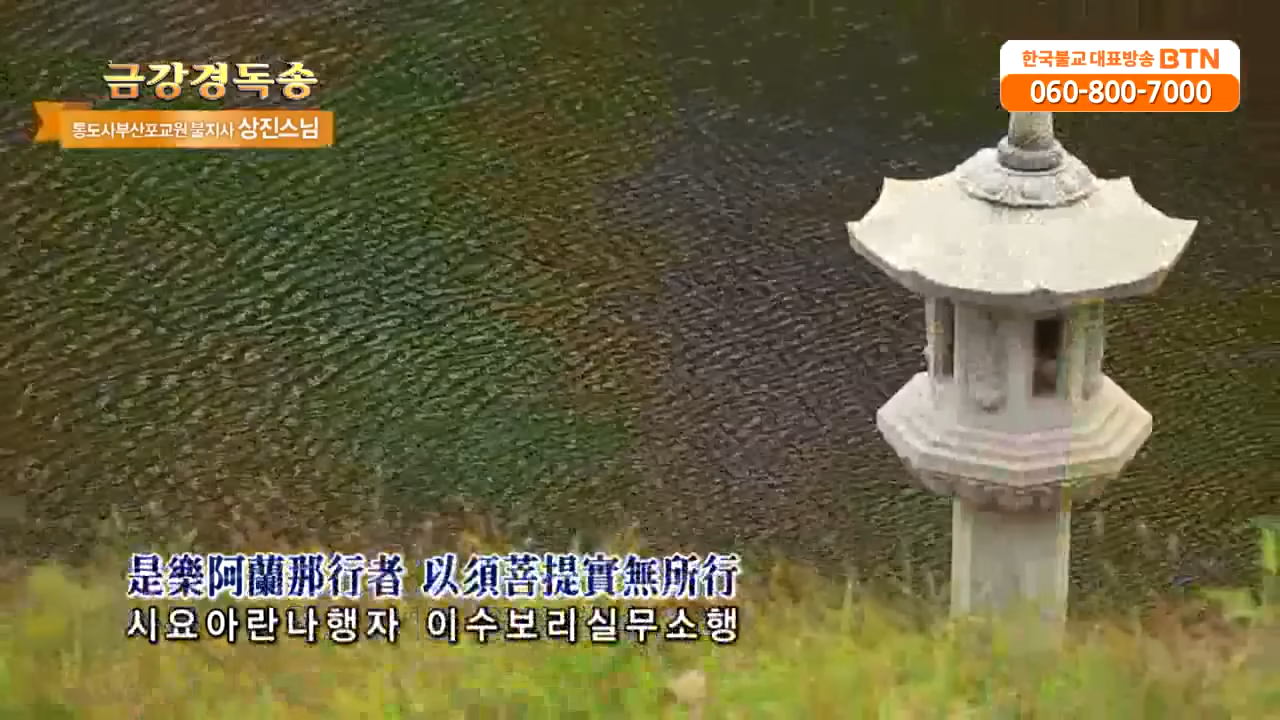 금강경독송
통도사부산포교원 불지사 상진스님
한국불교 대표방송 BTN
060-800-7000
是樂阿蘭那行者 以須菩提實無所行
시요아란나행자 이수보리실무소행